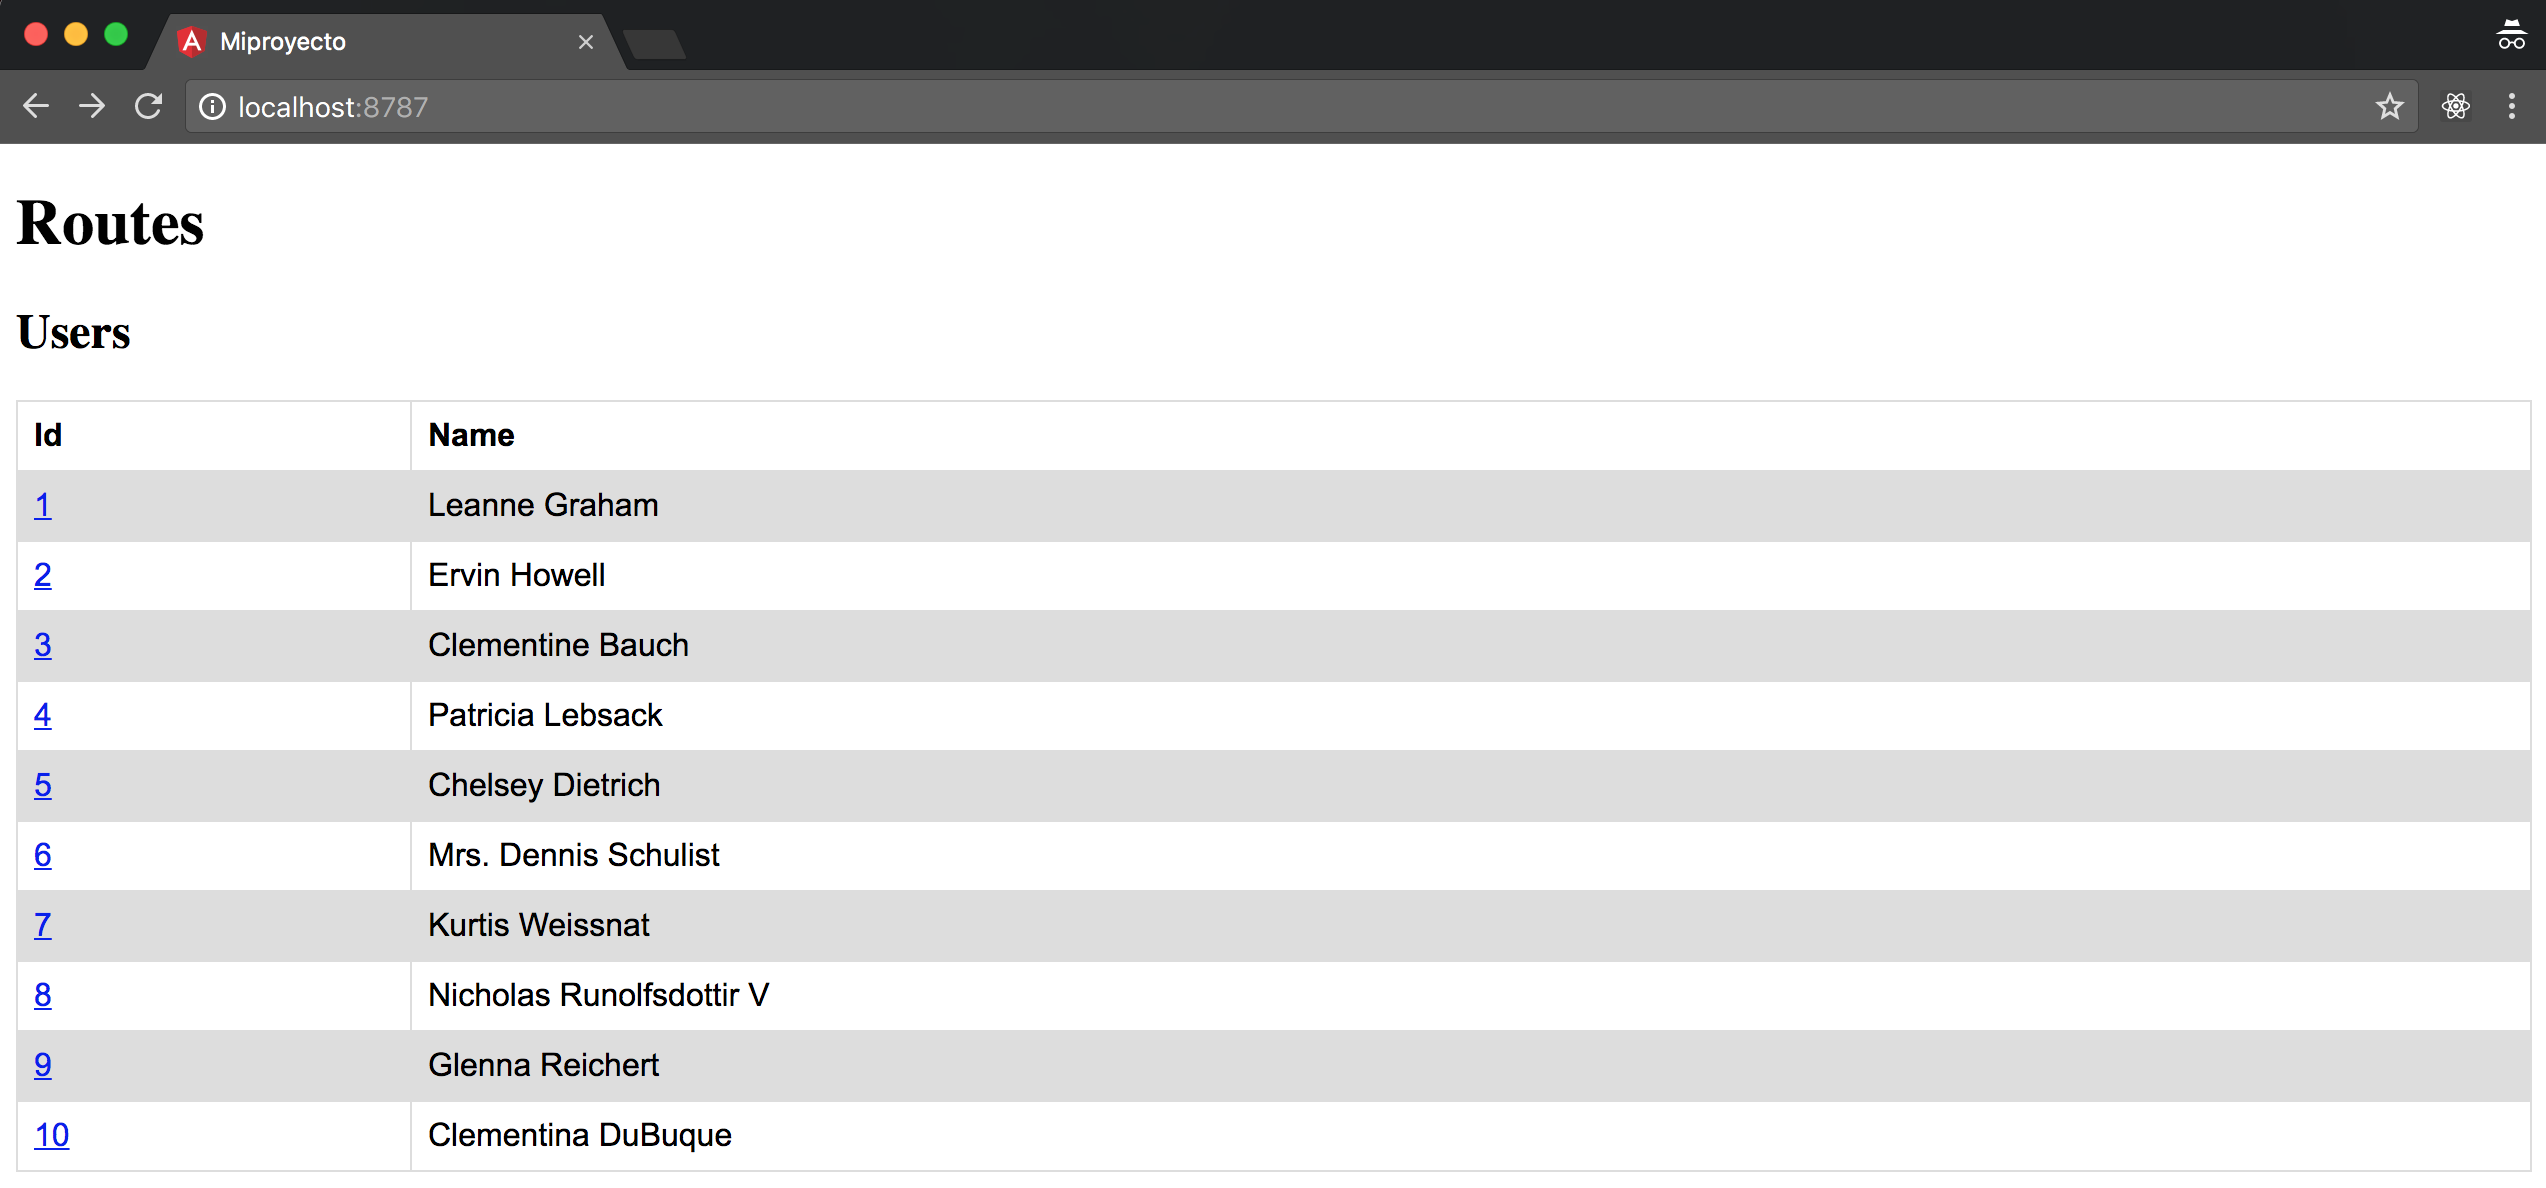 Miproyecto
localhost:8787
Routes
Users
Id Name
1 Leanne Graham
2 Ervin Howell
3 Clementine Bauch
4 Patricia Lebsack
5 Chelsey Dietrich
6 Mrs. Dennis Schulist
7 Kurtis Weissnat
8 Nicholas Runolfsdottir V
9 Glenna Reichert
10 Clementina DuBuque